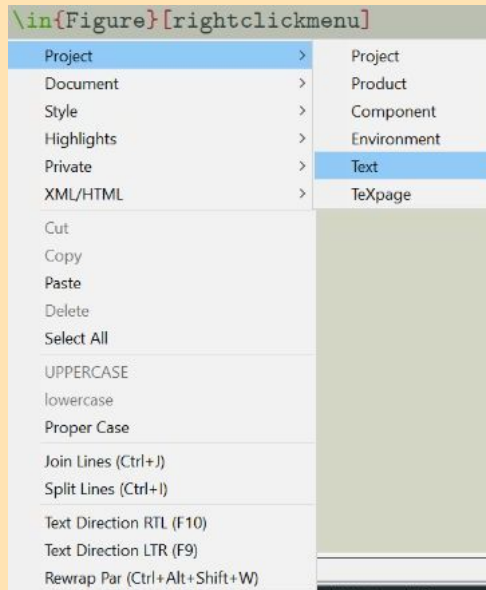 \in{Figure}[rightclickmenu]
Project >
Document >
Style >
Highlights >
Private >
XML/HTML >
Project
Product
Component
Environment
Text
TeXpage
Cut
Copy
Paste
Delete
Select All
UPPERCASE
lowercase
Proper Case
Join Lines (Ctrl+J)
Split Lines (Ctrl+I)
Text Direction RTL (F10)
Text Direction LTR (F9)
Rewrap Par (Ctrl+Alt+Shift+W)